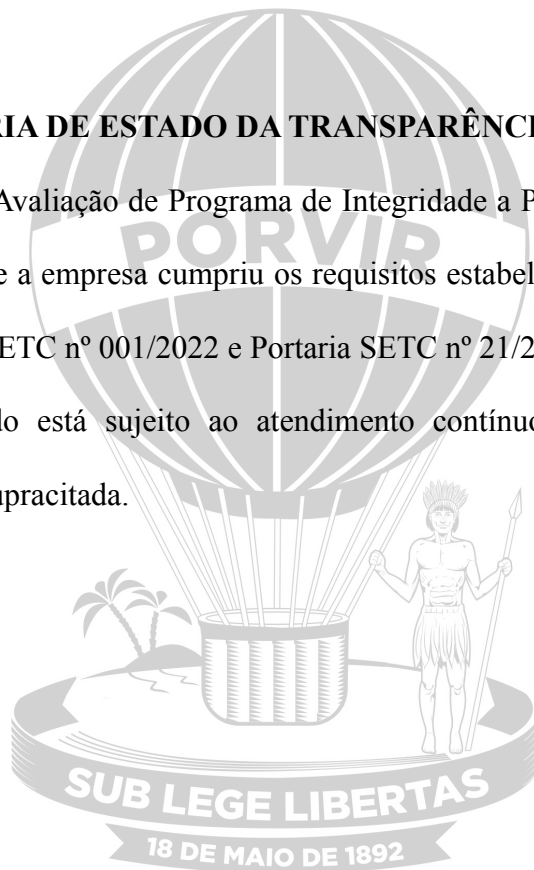 RIA DE ESTADO DA TRANSPARÊNC
Avaliação de Programa de Integridade a P
PORVIR
e a empresa cumpriu os requisitos estabel
ETC nº 001/2022 e Portaria SETC nº 21/2
do está sujeito ao atendimento contínuo
upracitada.
SUB LEGE LIBERTAS
18 DE MAIO DE 1892